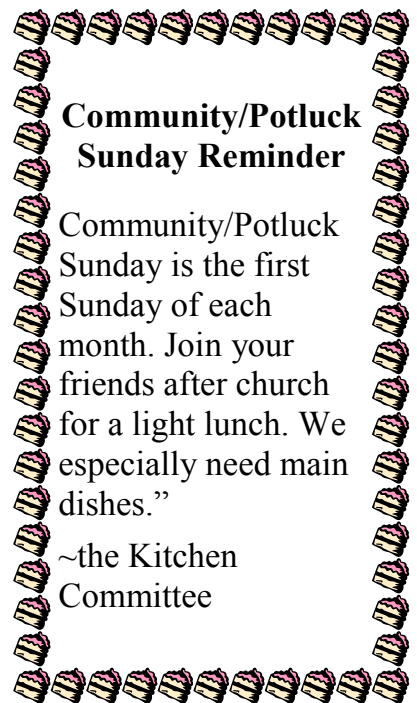 Community/Potluck
Sunday Reminder
Community/Potluck
Sunday is the first
Sunday of each
month. Join your
friends after church
for a light lunch. We
especially need main
dishes.”
~the Kitchen
Committee